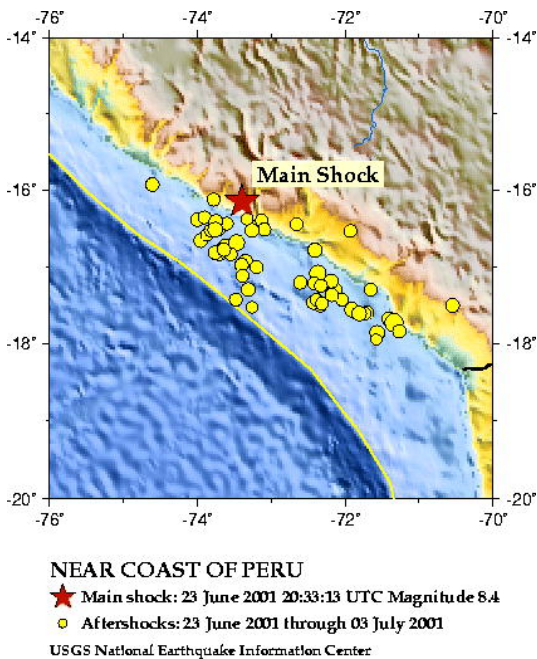 -76 -74 -72 -70
-14° -14°
Main Shock
-16° -16°
-18° -18°
-20° -20°
-76 -74 -72 -70
NEAR COAST OF PERU
Main shock: 23 June 2001 20:33:13 UTC Magnitude 8.4
Aftershocks: 23 June 2001 through 03 July 2001
USGS National Earthquake Information Center